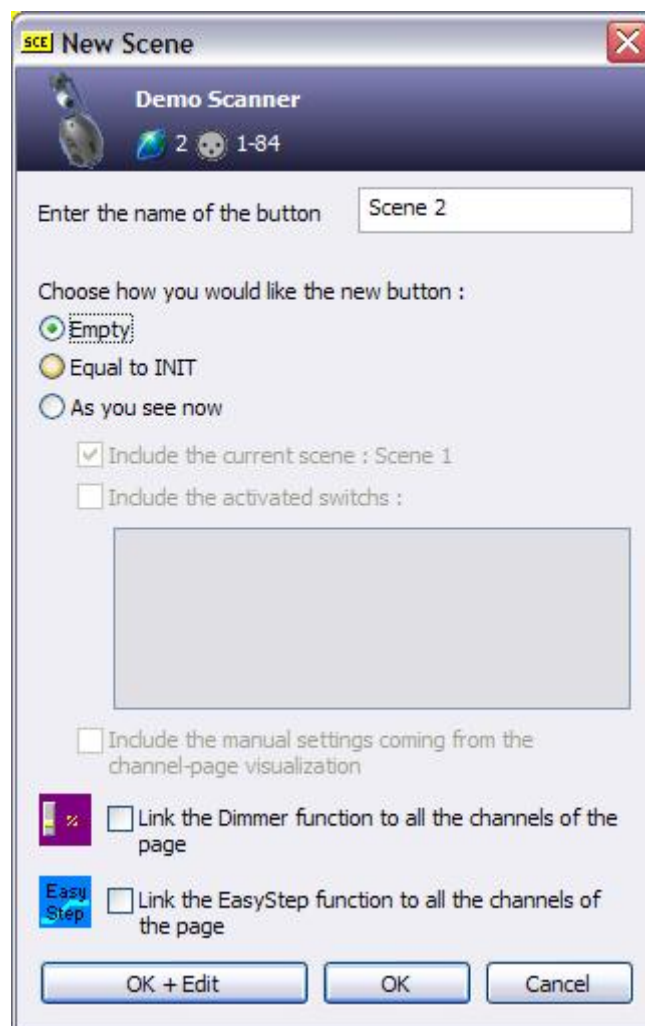 SCE New Scene
Demo Scanner
2 1-84
Enter the name of the button Scene 2
Choose how you would like the new button :
Empty
Equal to INIT
As you see now
Include the current scene : Scene 1
Include the activated switchs :
Include the manual settings coming from the
channel-page visualization
% Link the Dimmer function to all the channels of the
page
Easy
Step
Link the EasyStep function to all the channels of
the page
OK + Edit OK Cancel